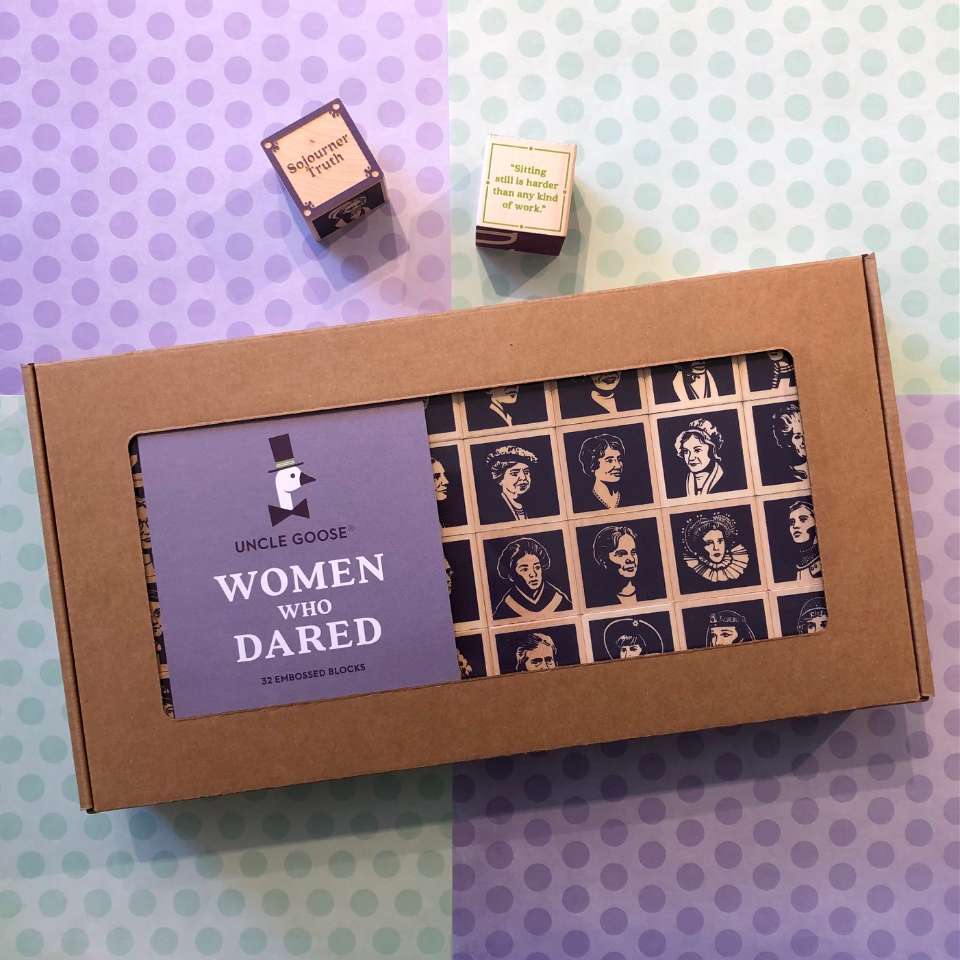 Sojourner
Truth
"Sitting
still is harder
than any kind
of work."
UNCLE GOOSE®
WOMEN
WHO
DARED
32 EMBOSSED BLOCKS